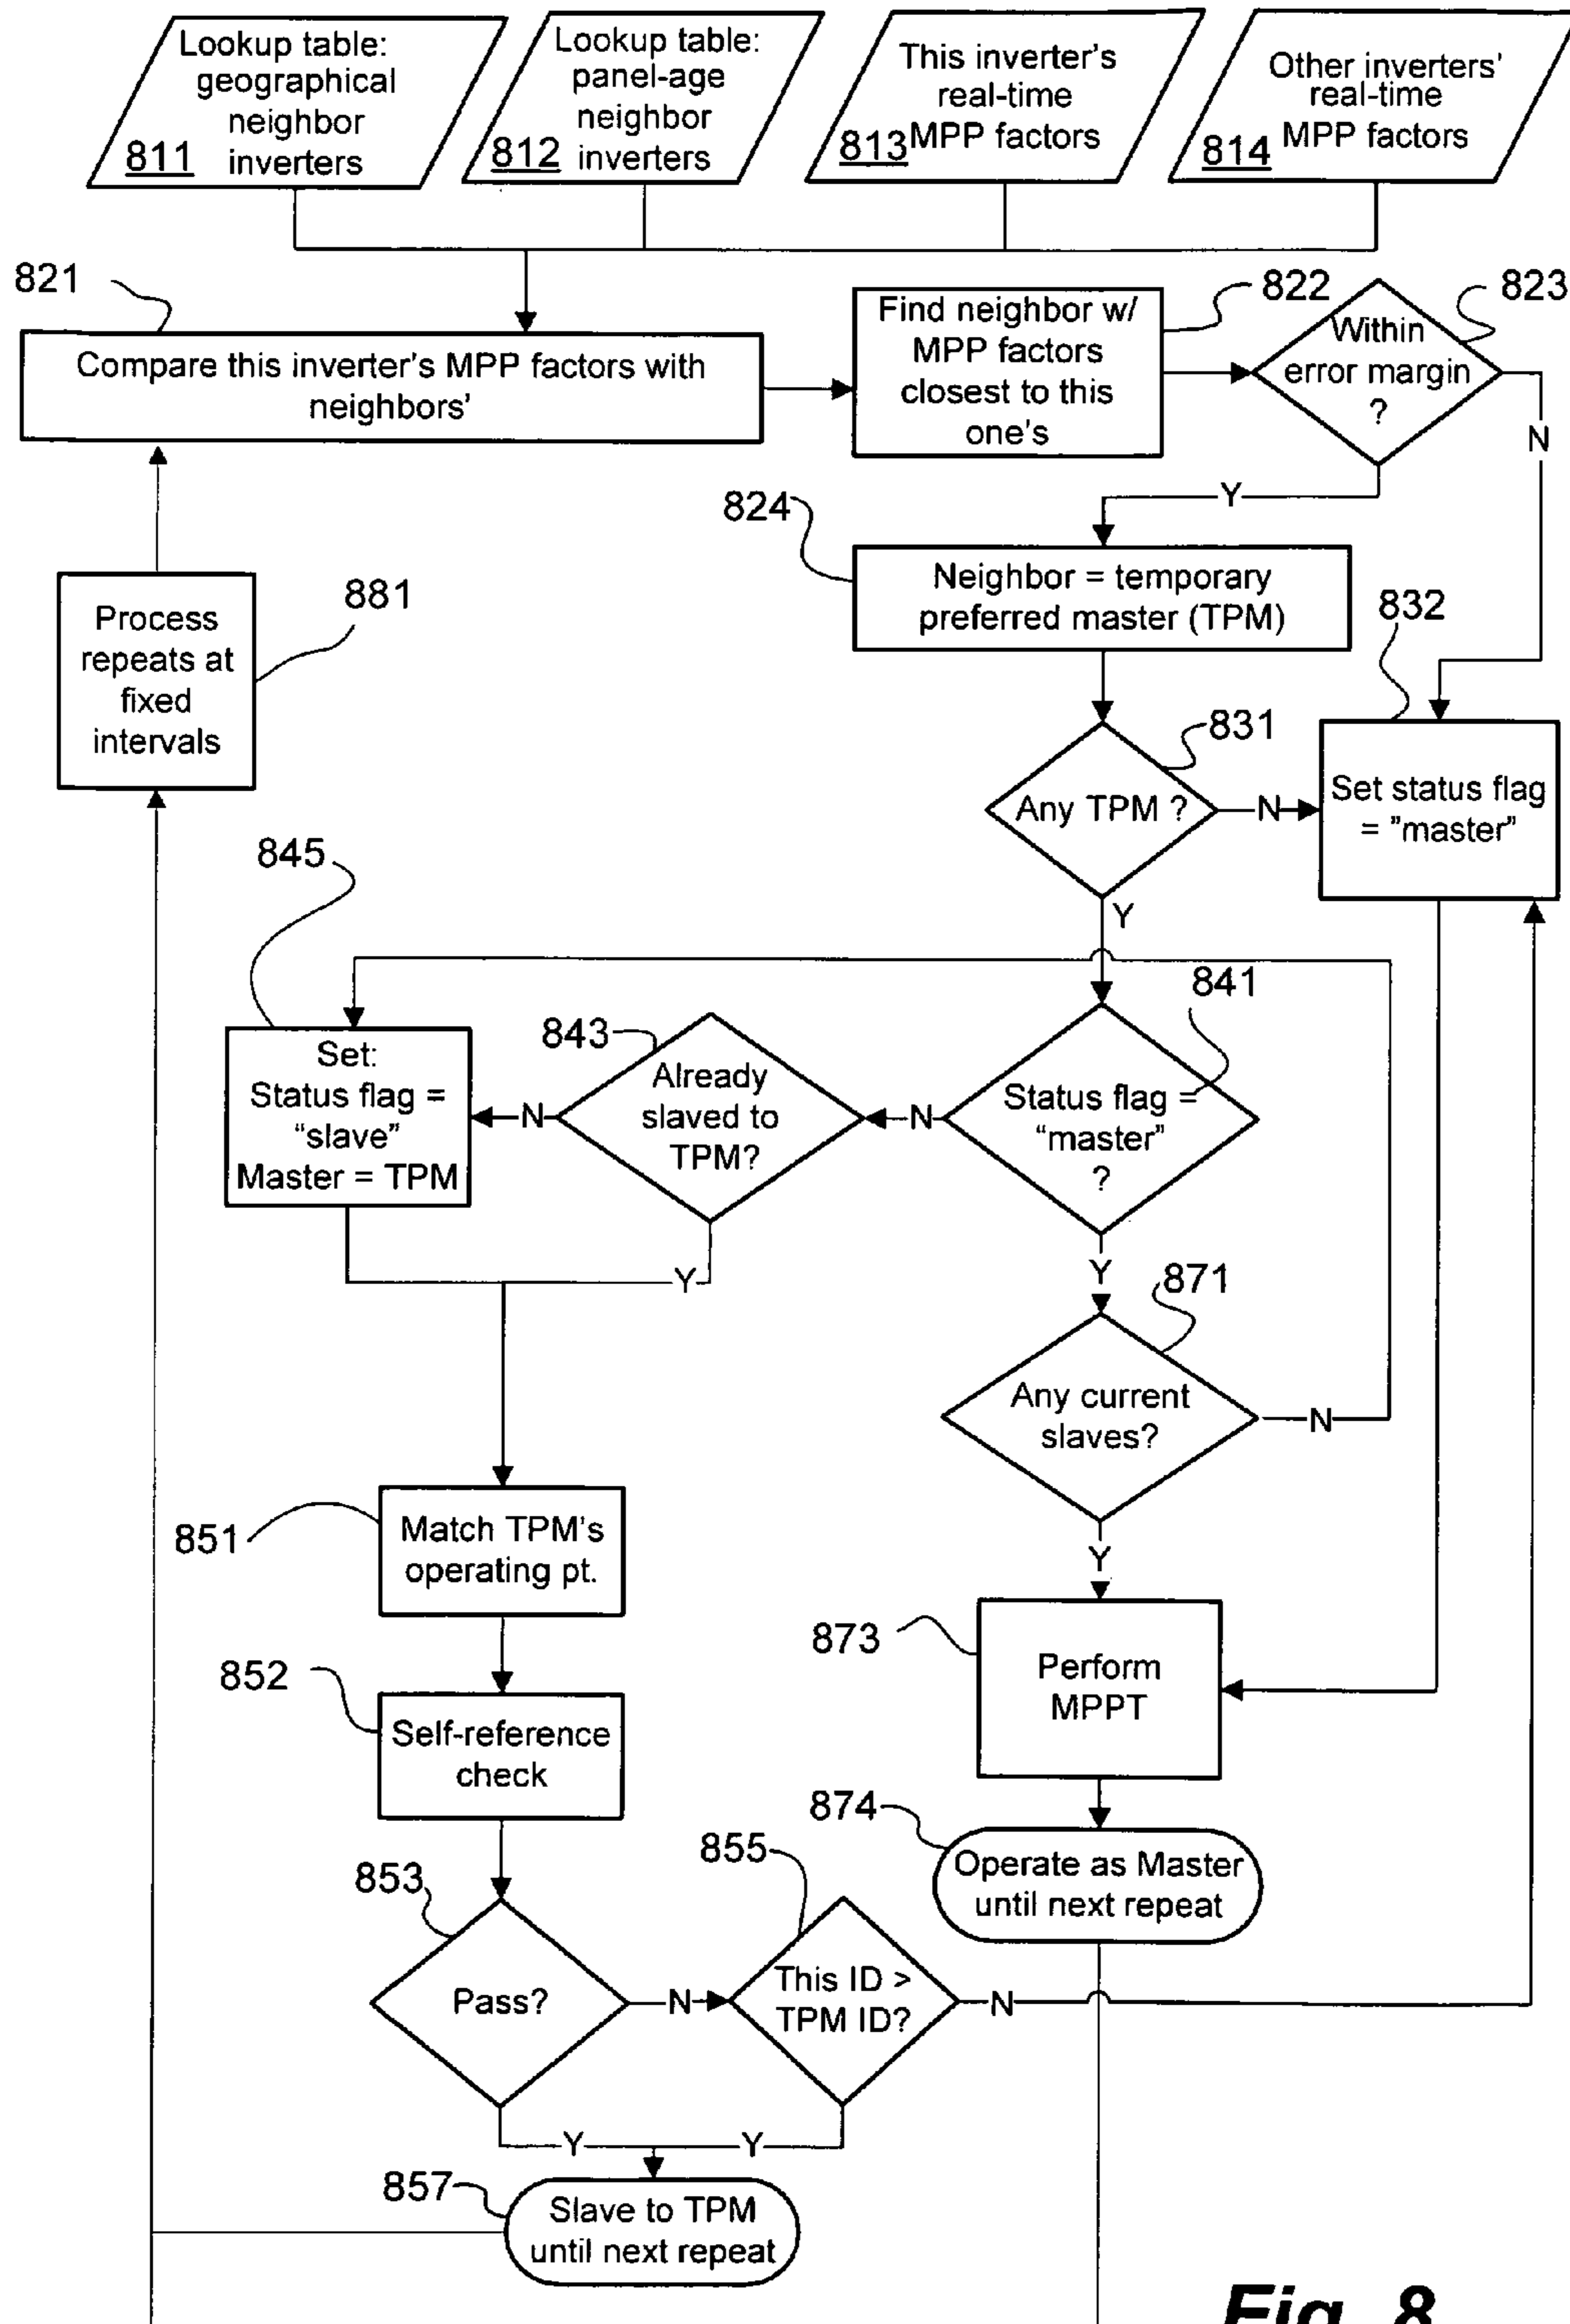 Lookup table:
geographical
neighbor
inverters
811
Lookup table:
panel-age
neighbor
inverters
812
This inverter's
real-time
MPP factors
813
Other inverters'
real-time
MPP factors
814
821
Compare this inverter's MPP factors with
neighbors'
822
Find neighbor w/
MPP factors
closest to this
one's
823
Within
error margin
?
N
Y
824
Neighbor = temporary
preferred master (TPM)
881
Process
repeats at
fixed
intervals
832
831
Any TPM ?
N
Set status flag
= "master"
Y
845
Set:
Status flag =
"slave"
Master = TPM
N
843
Already
slaved to
TPM?
N
841
Status flag =
"master"
?
Y
Y
871
Any current
slaves?
N
Y
851
Match TPM's
operating pt.
873
Perform
MPPT
852
Self-reference
check
874
Operate as Master
until next repeat
853
Pass?
N
855
This ID >
TPM ID?
N
Y
Y
857
Slave to TPM
until next repeat
Fig. 8